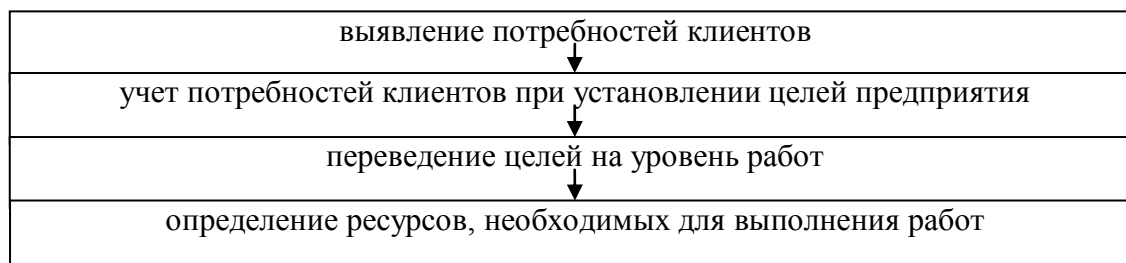 выявление потребностей клиентов
учет потребностей клиентов при установлении целей предприятия
переведение целей на уровень работ
определение ресурсов, необходимых для выполнения работ